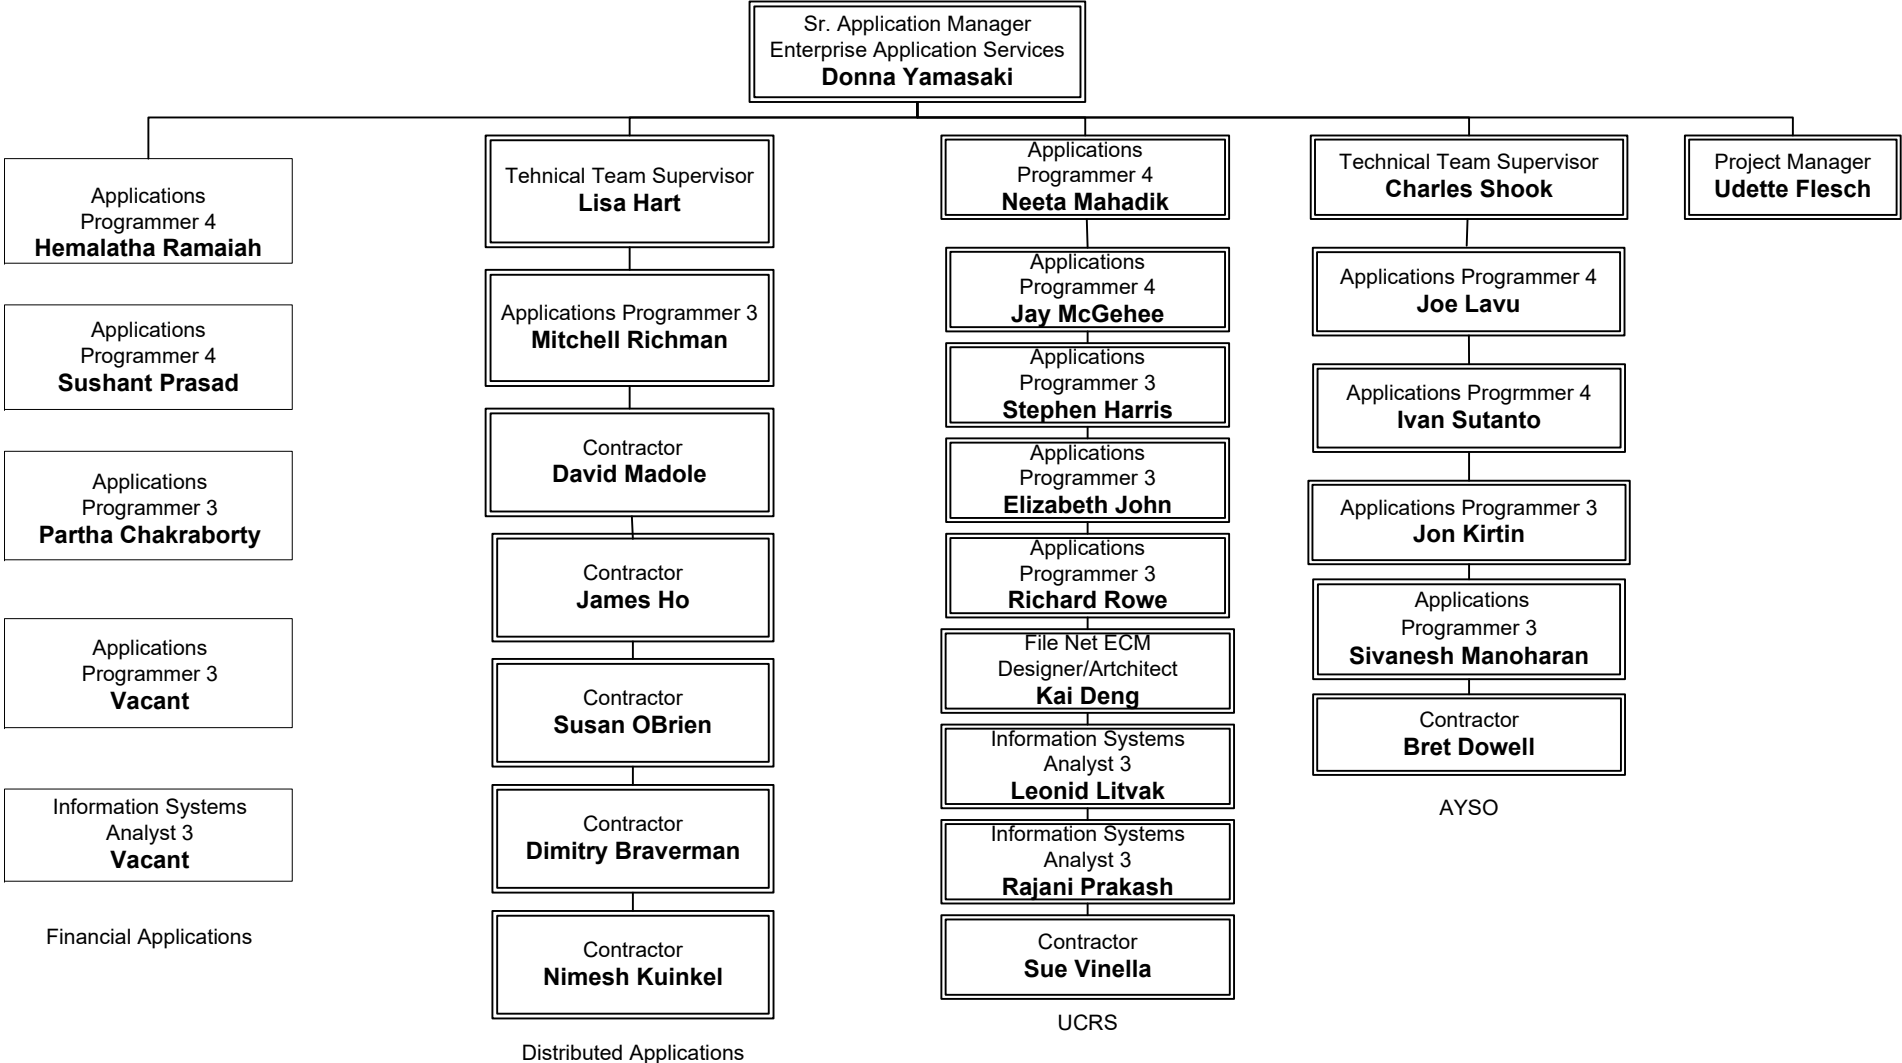 Sr. Application Manager
Enterprise Application Services
Donna Yamasaki
Applications
Programmer 4
Hemalatha Ramaiah
Applications
Programmer 4
Sushant Prasad
Applications
Programmer 3
Partha Chakraborty
Applications
Programmer 3
Vacant
Information Systems
Analyst 3
Vacant
Financial Applications
Tehnical Team Supervisor
Lisa Hart
Applications Programmer 3
Mitchell Richman
Contractor
David Madole
Contractor
James Ho
Contractor
Susan OBrien
Contractor
Dimitry Braverman
Contractor
Nimesh Kuinkel
Distributed Applications
Applications
Programmer 4
Neeta Mahadik
Applications
Programmer 4
Jay McGehee
Applications
Programmer 3
Stephen Harris
Applications
Programmer 3
Elizabeth John
Applications
Programmer 3
Richard Rowe
File Net ECM
Designer/Artchitect
Kai Deng
Information Systems
Analyst 3
Leonid Litvak
Information Systems
Analyst 3
Rajani Prakash
Contractor
Sue Vinella
UCRS
Technical Team Supervisor
Charles Shook
Applications Programmer 4
Joe Lavu
Applications Progrmmer 4
Ivan Sutanto
Applications Programmer 3
Jon Kirtin
Applications
Programmer 3
Sivanesh Manoharan
Contractor
Bret Dowell
AYSO
Project Manager
Udette Flesch